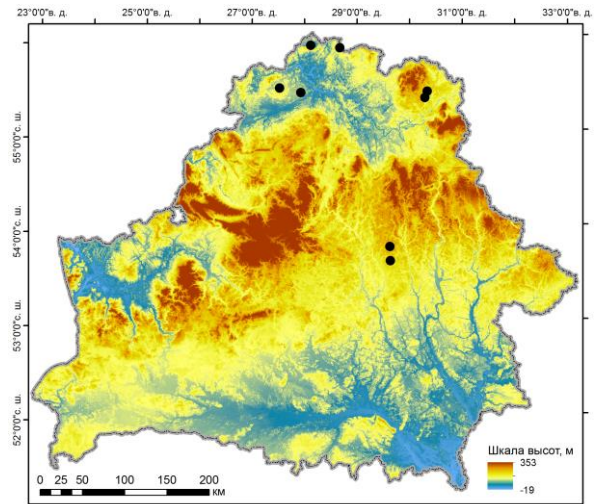 23°0'0"в. д. 25°0'0"в. д. 27°0'0"в. д. 29°0'0"в. д. 31°0'0"в. д. 33°0'0"в. д.
55°0'0"с. ш.
54°0'0"с. ш.
53°0'0"с. ш.
52°0'0"с. ш.
Шкала высот, м
353
-19
0 25 50 100 150 200
км